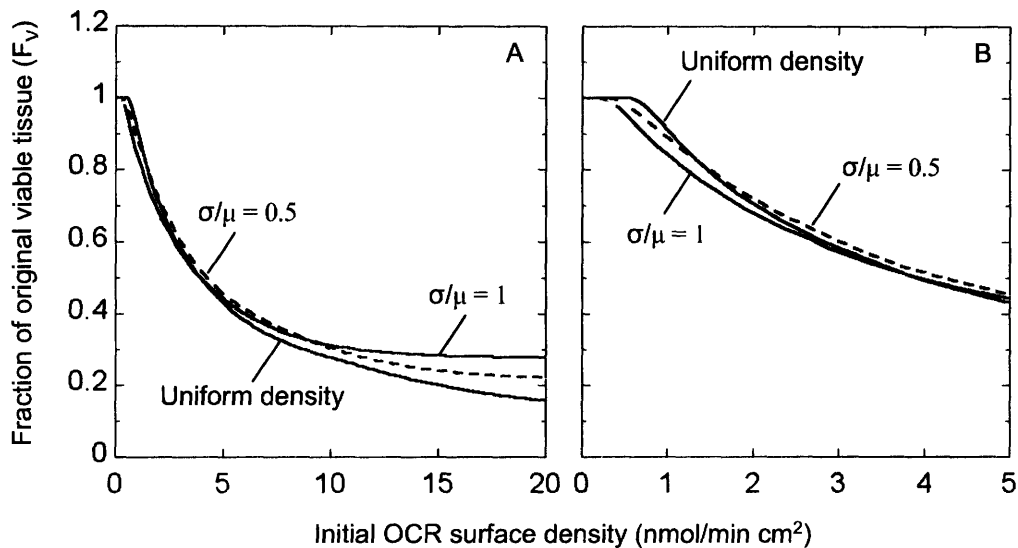 1.2
1
0.8
0.6
0.4
0.2
0
Fraction of original viable tissue (Fᵥ)
A
σ/μ = 0.5
σ/μ = 1
Uniform density
0 5 10 15 20
B
Uniform density
σ/μ = 0.5
σ/μ = 1
0 1 2 3 4 5
Initial OCR surface density (nmol/min cm²)